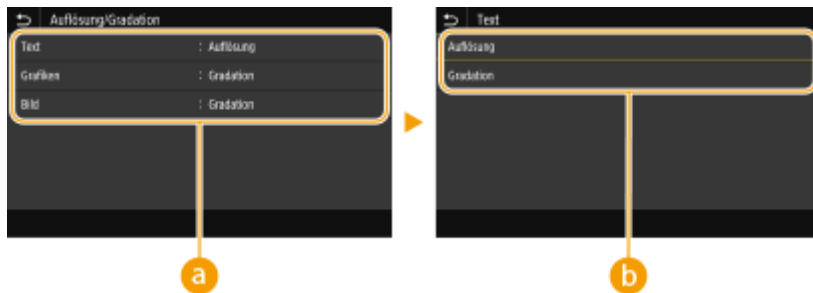 Auflösung/Gradation
Text : Auflösung
Grafiken : Gradation
Bild : Gradation
a
Text
Auflösung
Gradation
b